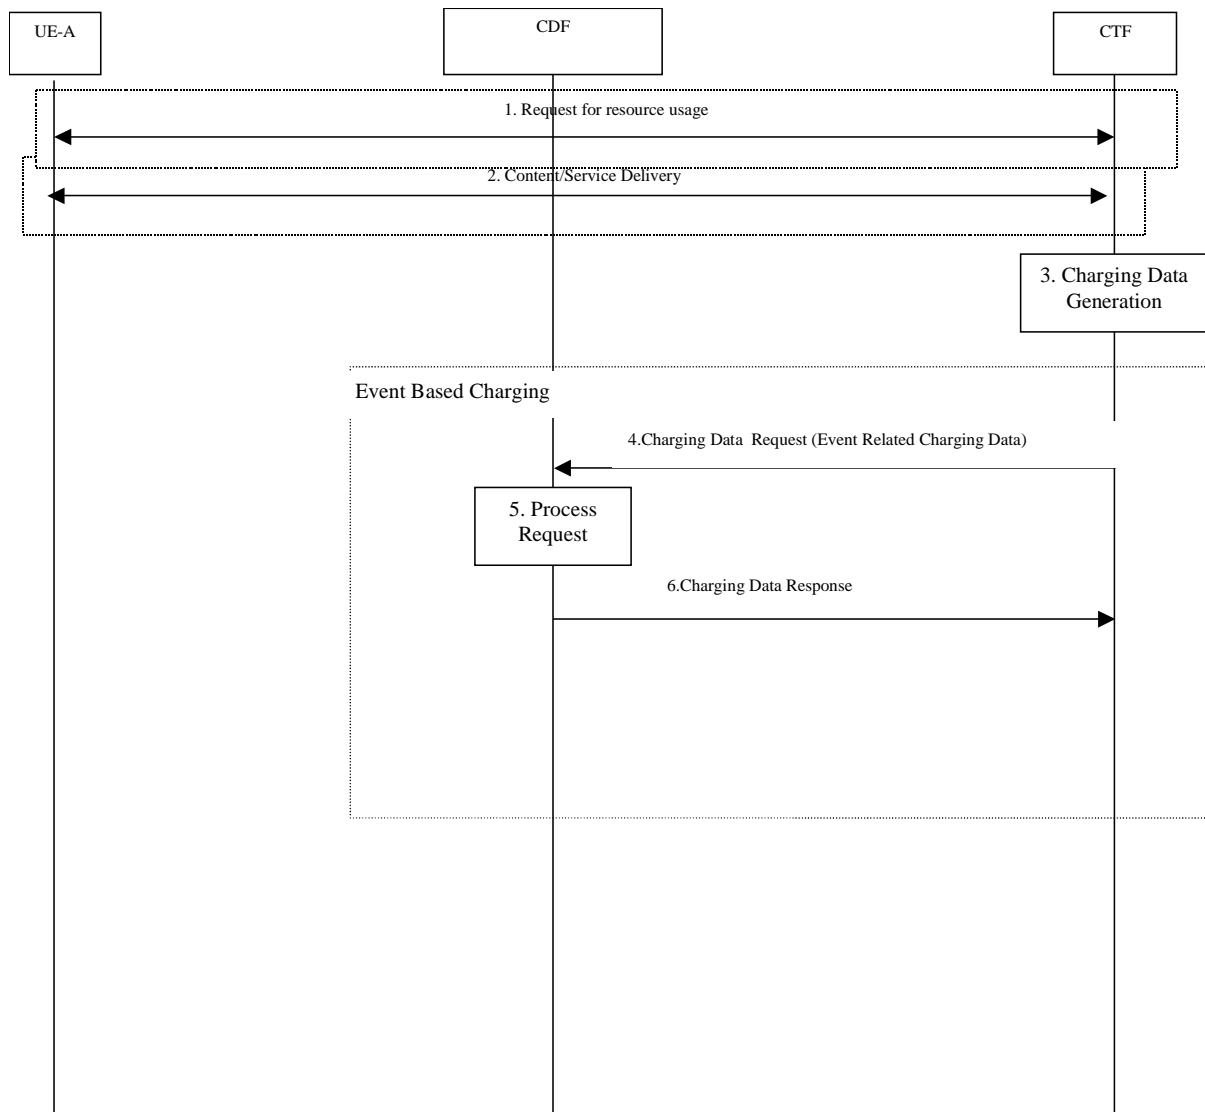 UE-A
CDF
CTF
1. Request for resource usage
2. Content/Service Delivery
3. Charging Data
Generation
Event Based Charging
4.Charging Data  Request (Event Related Charging Data)
5. Process
Request
6.Charging Data Response